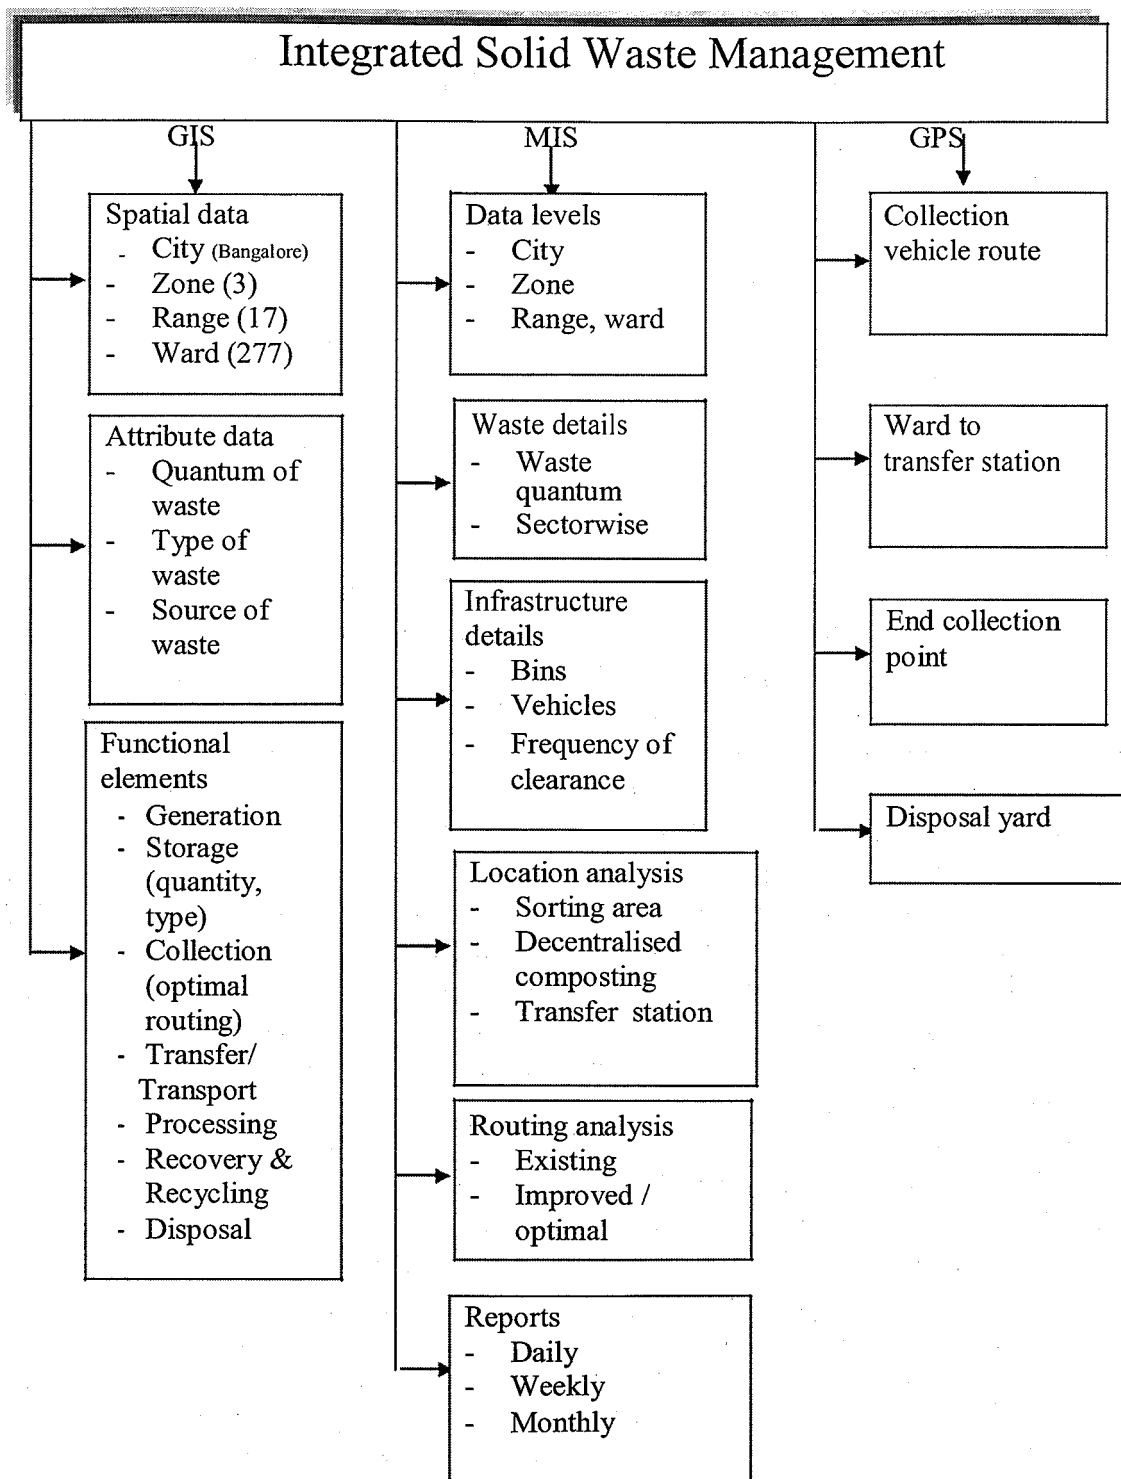 Integrated Solid Waste Management
GIS
Spatial data
- City (Bangalore)
- Zone (3)
- Range (17)
- Ward (277)
Attribute data
- Quantum of
waste
- Type of
waste
- Source of
waste
Functional
elements
- Generation
- Storage
(quantity,
type)
- Collection
(optimal
routing)
- Transfer/
Transport
- Processing
- Recovery &
Recycling
- Disposal
MIS
Data levels
- City
- Zone
- Range, ward
Waste details
- Waste
quantum
- Sectorwise
Infrastructure
details
- Bins
- Vehicles
- Frequency of
clearance
Location analysis
- Sorting area
- Decentralised
composting
- Transfer station
Routing analysis
- Existing
- Improved /
optimal
Reports
- Daily
- Weekly
- Monthly
GPS
Collection
vehicle route
Ward to
transfer station
End collection
point
Disposal yard